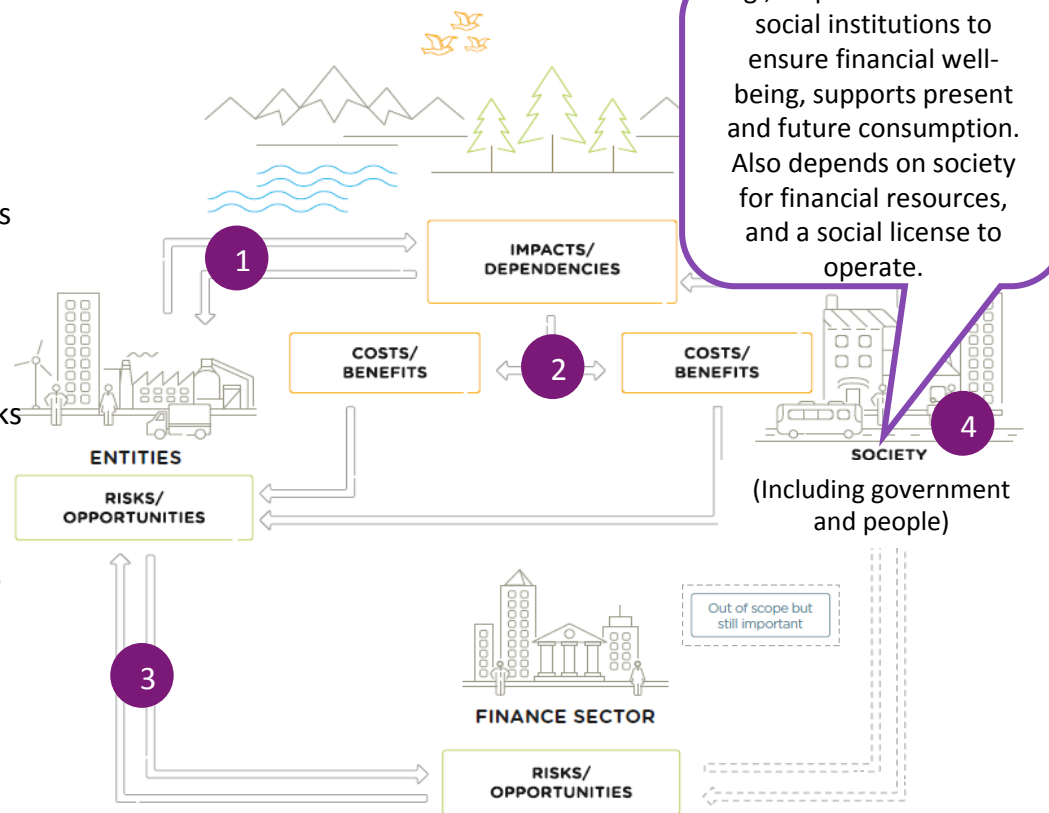 social institutions to
ensure financial well-
being, supports present
and future consumption.
Also depends on society
for financial resources,
and a social license to
operate.
s
1
IMPACTS/
DEPENDENCIES
COSTS/
BENEFITS
2
COSTS/
BENEFITS
ks
4
ENTITIES
SOCIETY
RISKS/
OPPORTUNITIES
(Including government
and people)
Out of scope but
still important
3
FINANCE SECTOR
RISKS/
OPPORTUNITIES